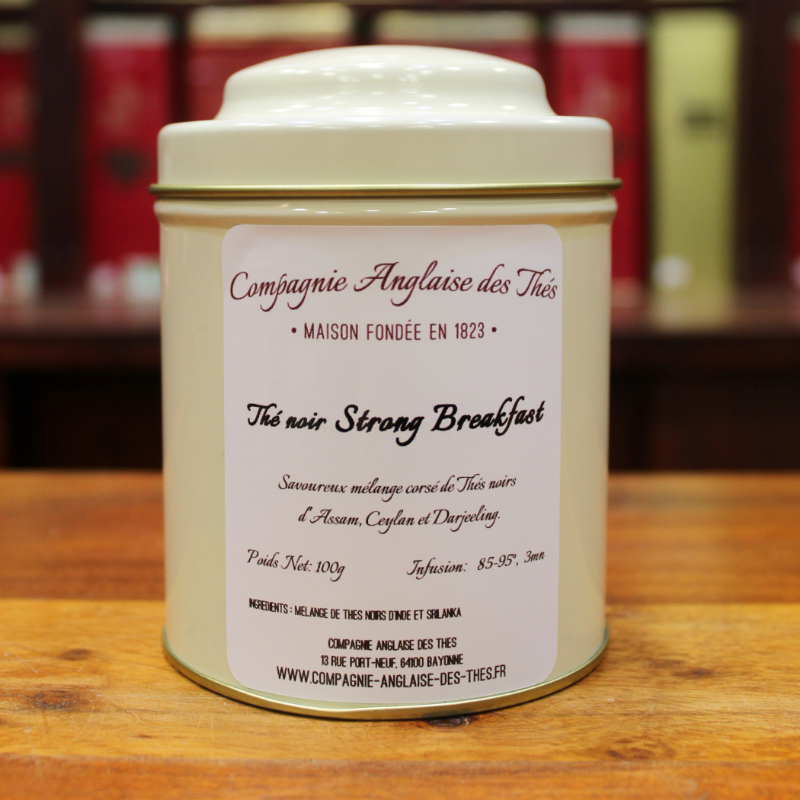 Compagnie Anglaise des Thés
• MAISON FONDÉE EN 1823 •
Thé noir Strong Breakfast
Savoureux mélange corsé de Thés noirs
d'Assam, Ceylan et Darjeeling.
Poids Net: 100g Infusion: 85-95°, 3mn
INGREDIENTS : MELANGE DE THES NOIRS D'INDE ET SRILANKA
COMPAGNIE ANGLAISE DES THES
13 RUE PORT-NEUF, 64100 BAYONNE
WWW.COMPAGNIE-ANGLAISE-DES-THES.FR